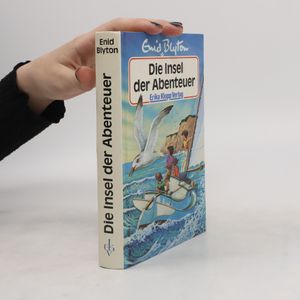 Enid
Blyton
Die Insel der Abenteuer
Enid Blyton
Die Insel
der Abenteuer
Erika Klopp Verlag